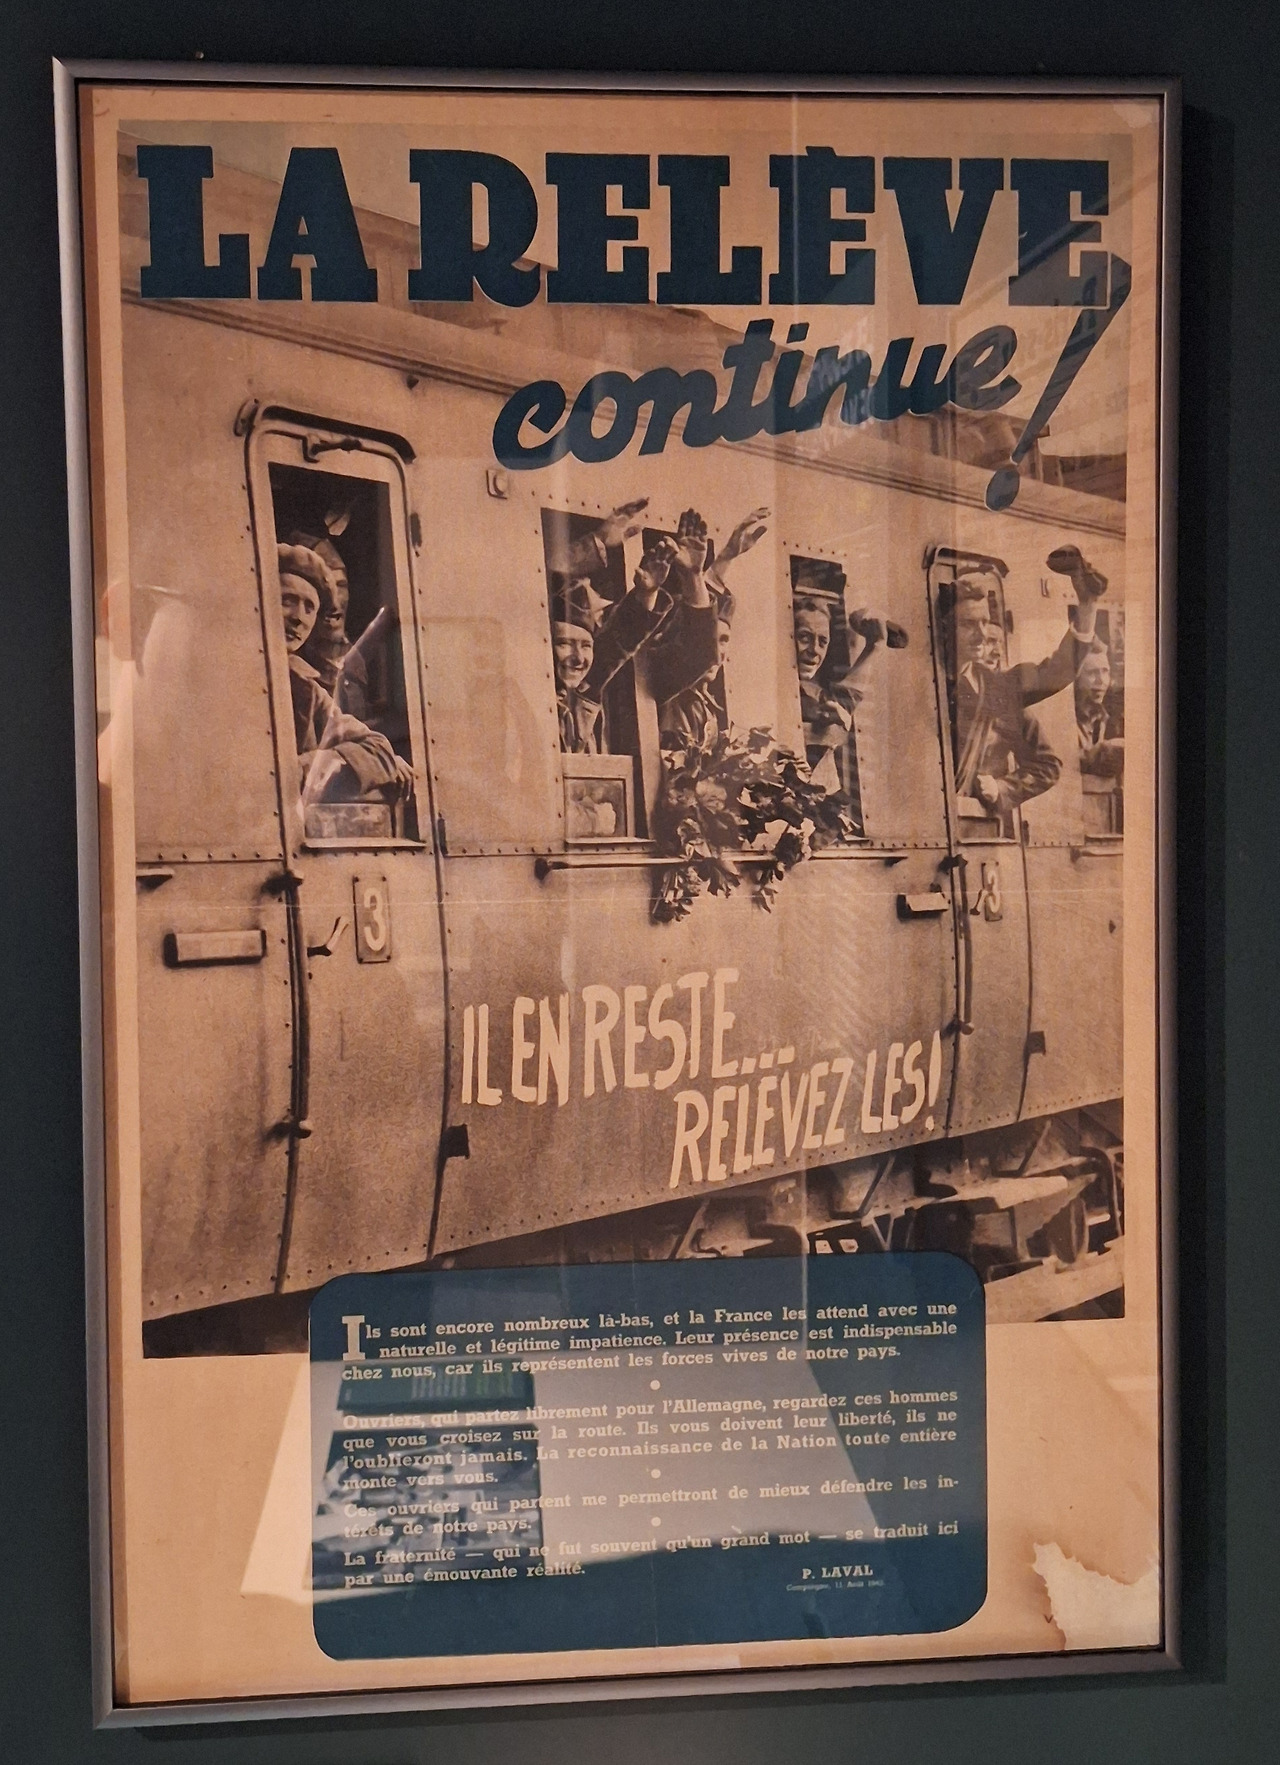 LA RELÈVE
continue!
3
3
IL EN RESTE...
RELEVEZ LES!
Ils sont encore nombreux là-bas, et la France les attend avec une
naturelle et légitime impatience. Leur présence est indispensable
chez nous, car ils représentent les forces vives de notre pays.
Ouvriers, qui partez librement pour l'Allemagne, regardez ces hommes
que vous croisez sur la route. Ils vous doivent leur liberté, ils ne
l'oublieront jamais. La reconnaissance de la Nation toute entière
monte vers vous.
Ces ouvriers qui partent me permettront de mieux défendre les in-
térêts de notre pays.
La fraternité — qui ne fut souvent qu'un grand mot — se traduit ici
par une émouvante réalité.
P. LAVAL
Compiègne, 11 Août 1942